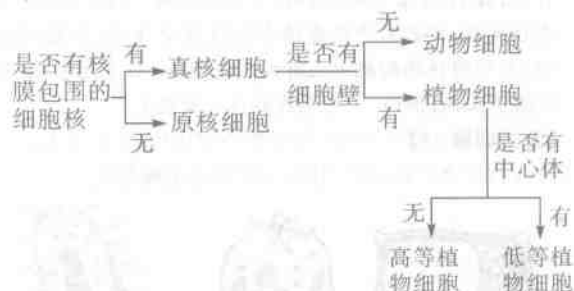 是否有核
膜包围的
细胞核
有
真核细胞
无
原核细胞
是否有
细胞壁
无
动物细胞
有
植物细胞
是否有
中心体
无
高等植
物细胞
有
低等植
物细胞